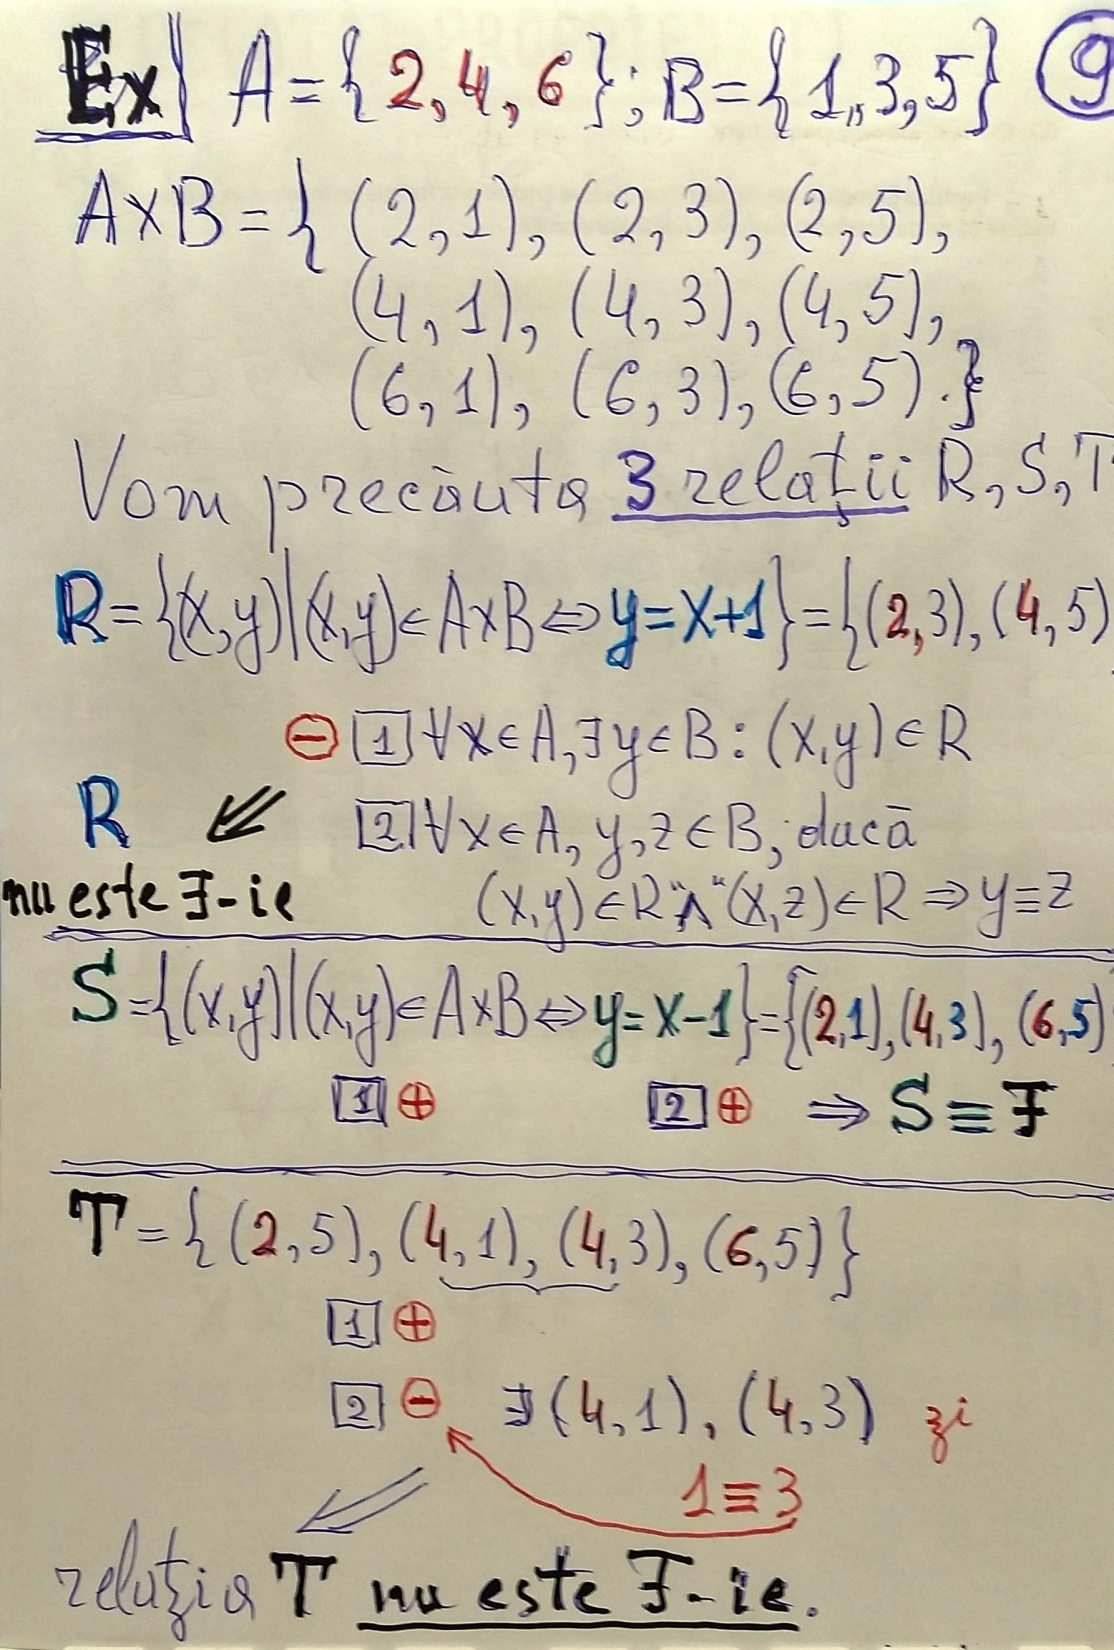 Ex | A = { 2, 4, 6 }; B = { 1, 3, 5 } 9
A×B = { (2, 1), (2, 3), (2, 5),
(4, 1), (4, 3), (4, 5),
(6, 1), (6, 3), (6, 5) .}
Vom precăuta 3 relații R, S, T
R = {(x, y) | (x, y) ∈ A×B ⇔ y = x+1} = {(2, 3), (4, 5)
⊖ 1 ∀x ∈ A, ∃y ∈ B : (x, y) ∈ R
R ⇙ 2 ∀x ∈ A, y, z ∈ B, dacă
nu este F-ie (x, y) ∈ R "∧" (x, z) ∈ R ⇒ y ≡ z
S = {(x, y) | (x, y) ∈ A×B ⇔ y = x-1} = {(2, 1), (4, 3), (6, 5)
1 ⊕ 2 ⊕ ⇒ S ≡ F
T = { (2, 5), (4, 1), (4, 3), (6, 5) }
1 ⊕
2 ⊖ ∃ (4, 1), (4, 3) și
1 ≡ 3
relația T nu este F-ie.